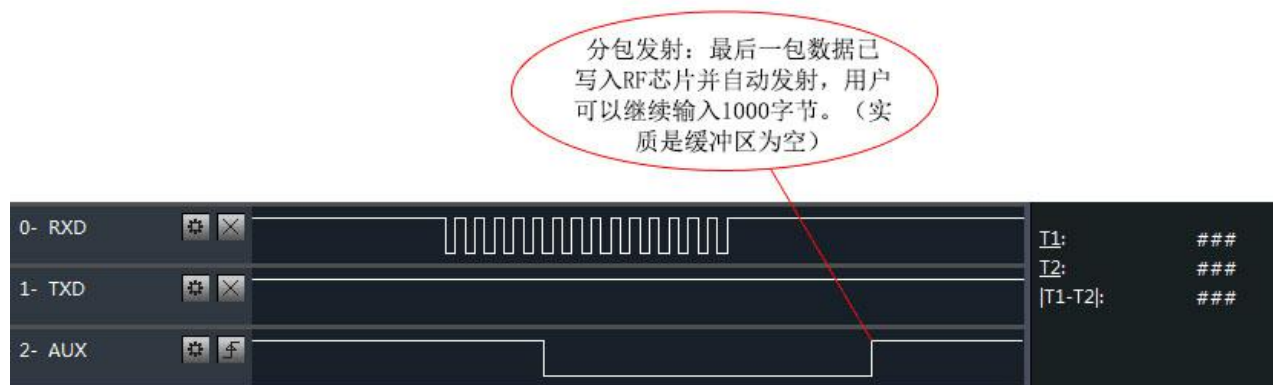 分包发射：最后一包数据已
写入RF芯片并自动发射，用户
可以继续输入1000字节。（实
质是缓冲区为空）
0- RXD
T1: ###
1- TXD
T2: ###
|T1-T2|: ###
2- AUX